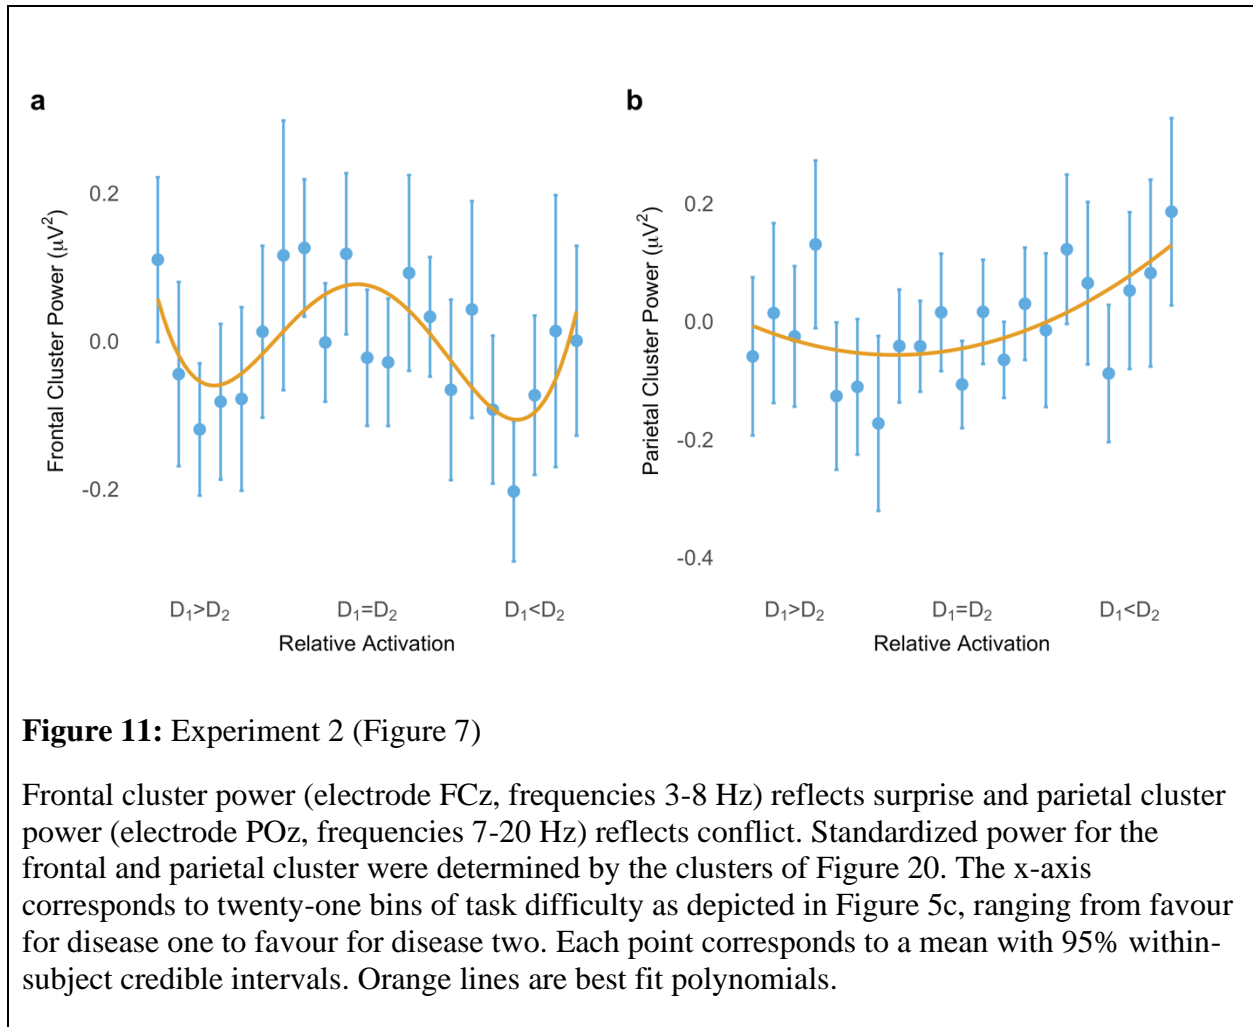 a
b
0.2
0.0
-0.2
Frontal Cluster Power (μV²)
D₁>D₂
D₁=D₂
D₁<D₂
Relative Activation
0.2
0.0
-0.2
-0.4
Parietal Cluster Power (μV²)
D₁>D₂
D₁=D₂
D₁<D₂
Relative Activation
Figure 11: Experiment 2 (Figure 7)
Frontal cluster power (electrode FCz, frequencies 3-8 Hz) reflects surprise and parietal cluster
power (electrode POz, frequencies 7-20 Hz) reflects conflict. Standardized power for the
frontal and parietal cluster were determined by the clusters of Figure 20. The x-axis
corresponds to twenty-one bins of task difficulty as depicted in Figure 5c, ranging from favour
for disease one to favour for disease two. Each point corresponds to a mean with 95% within-
subject credible intervals. Orange lines are best fit polynomials.